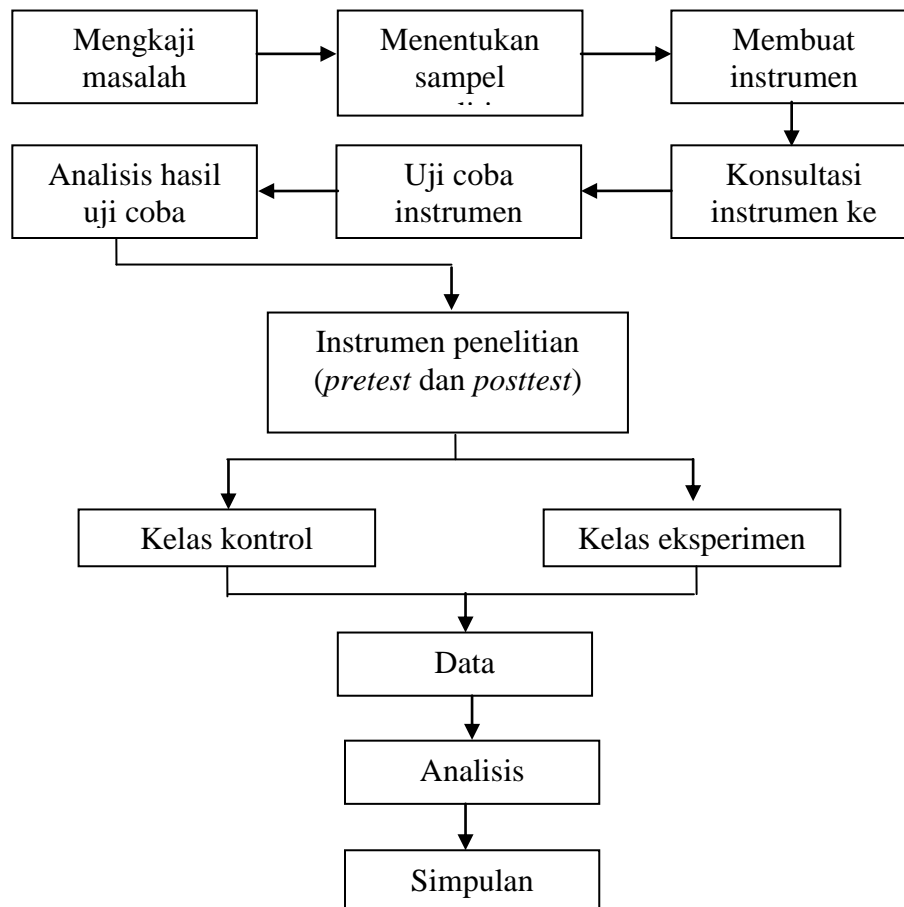 Mengkaji
masalah
Menentukan
sampel
Membuat
instrumen
Konsultasi
instrumen ke
Uji coba
instrumen
Analisis hasil
uji coba
Instrumen penelitian
(pretest dan posttest)
Kelas kontrol
Kelas eksperimen
Data
Analisis
Simpulan